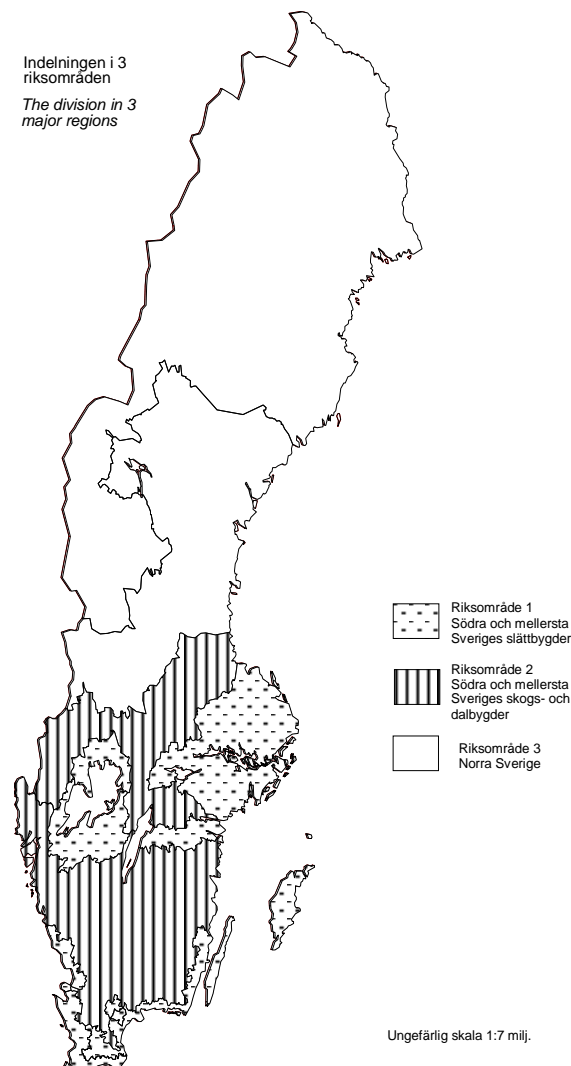 Indelningen i 3
riksområden
The division in 3
major regions
Riksområde 1
Södra och mellersta
Sveriges slättbygder
Riksområde 2
Södra och mellersta
Sveriges skogs- och
dalbygder
Riksområde 3
Norra Sverige
Ungefärlig skala 1:7 milj.